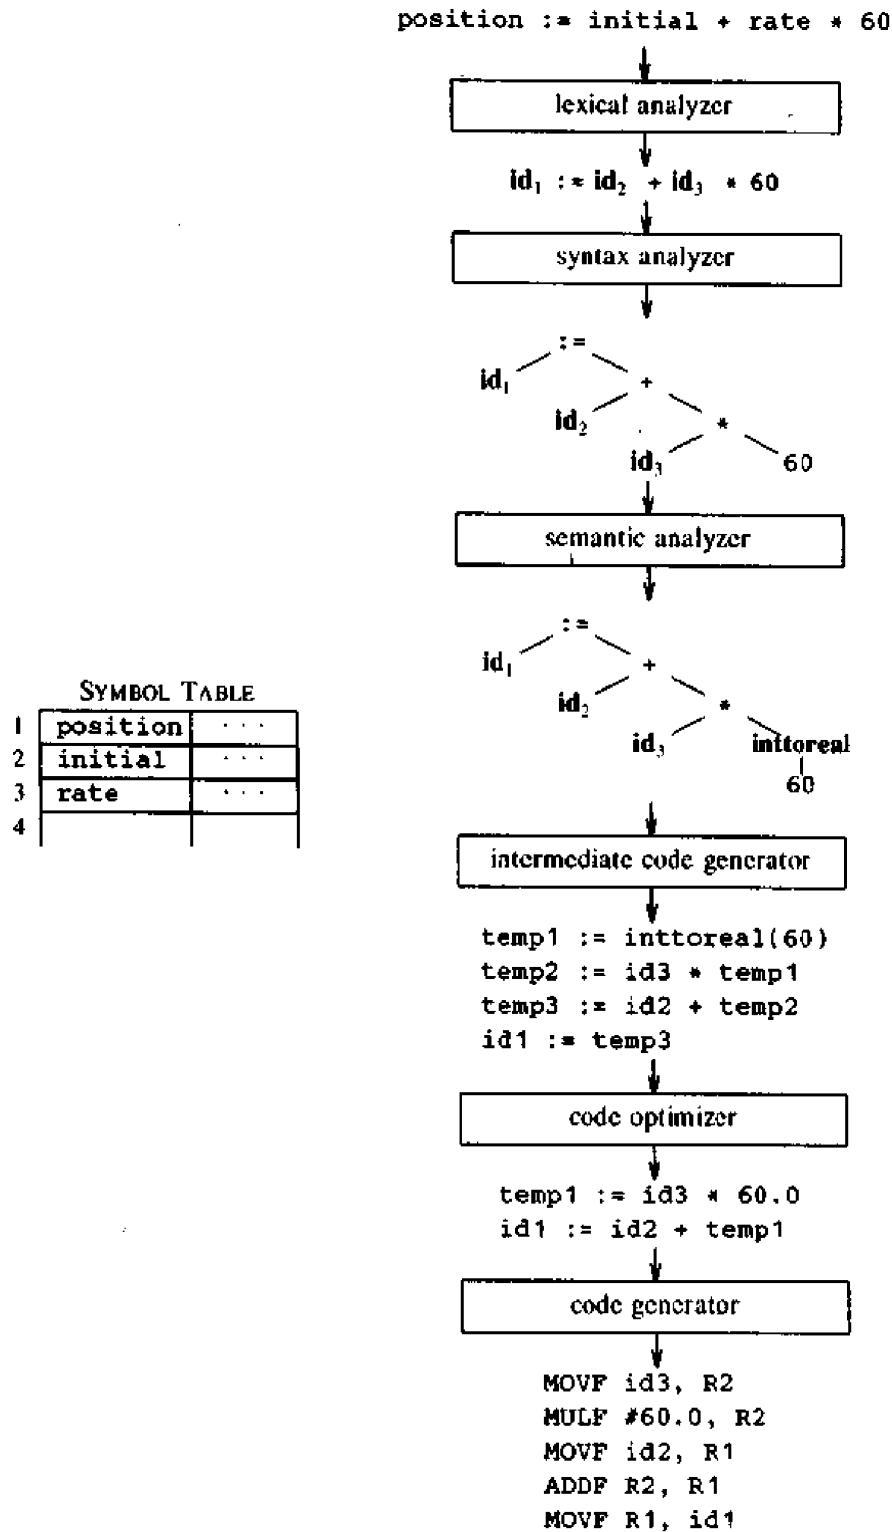 position := initial + rate * 60
lexical analyzer
id₁ := id₂ + id₃ * 60
syntax analyzer
:=
id₁ +
id₂ *
id₃ 60
semantic analyzer
:=
id₁ +
id₂ *
id₃ inttoreal
60
SYMBOL TABLE
1 position ...
2 initial ...
3 rate ...
4
intermediate code generator
temp1 := inttoreal(60)
temp2 := id3 * temp1
temp3 := id2 + temp2
id1 := temp3
code optimizer
temp1 := id3 * 60.0
id1 := id2 + temp1
code generator
MOVF id3, R2
MULF #60.0, R2
MOVF id2, R1
ADDF R2, R1
MOVF R1, id1